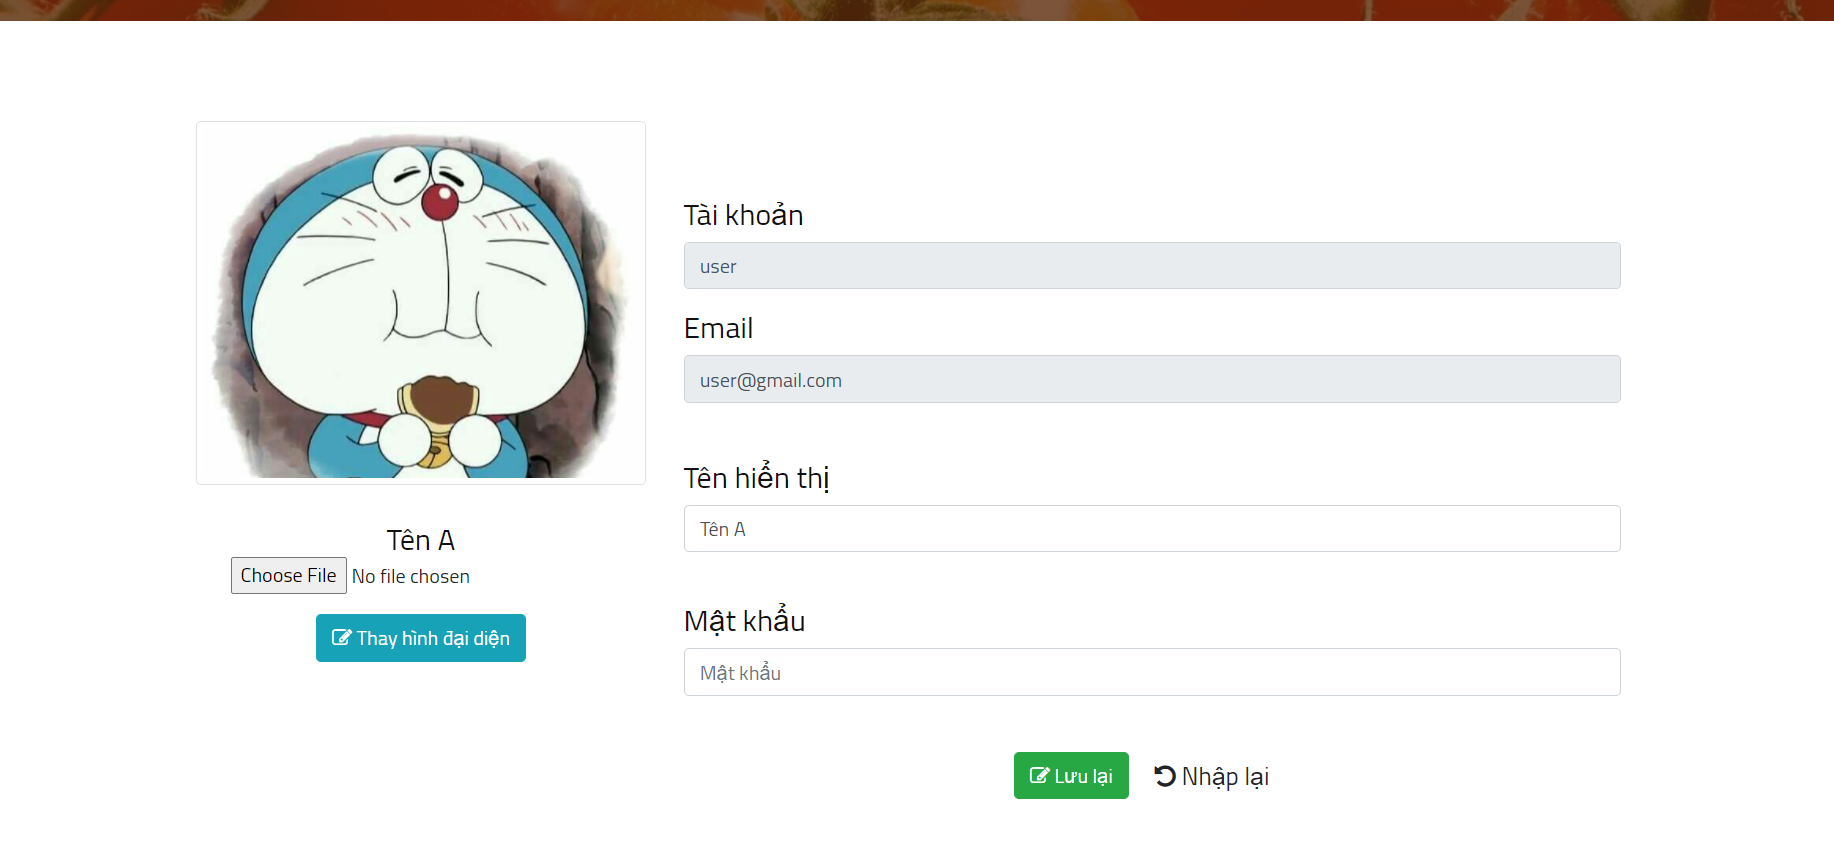 Tên A
Choose File No file chosen
Thay hình đại diện
Tài khoản
user
Email
user@gmail.com
Tên hiển thị
Tên A
Mật khẩu
Mật khẩu
Lưu lại
Nhập lại